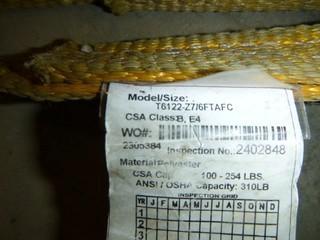 Model/Size: .
T6122-Z7/6FTAFC
CSA Class:B, E4
WO#:
2305384 Inspection No.:2402848
Material:Polyester
CSA Cap 100 - 254 LBS.
ANSI OSHA Capacity: 310LB
INSPECTION GRID
YR J F M A M J J A S O N D
1
2
3
4